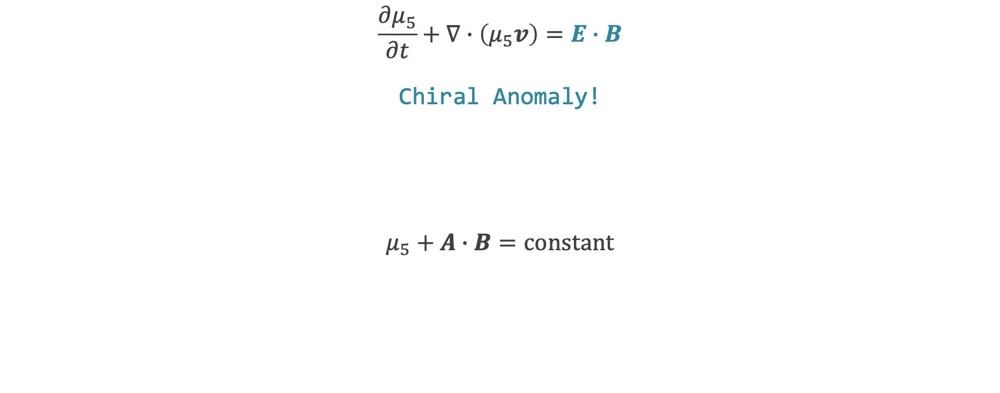 ∂μ₅/∂t + ∇ · (μ₅𝒗) = 𝑬 · 𝑩
Chiral Anomaly!
μ₅ + 𝑨 · 𝑩 = constant